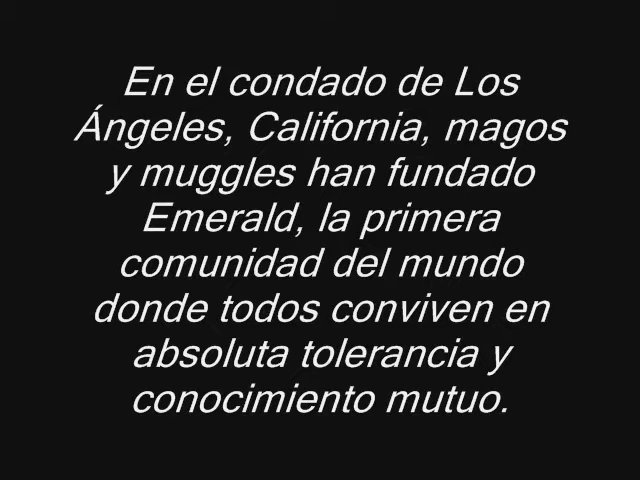 En el condado de Los
Ángeles, California, magos
y muggles han fundado
Emerald, la primera
comunidad del mundo
donde todos conviven en
absoluta tolerancia y
conocimiento mutuo.